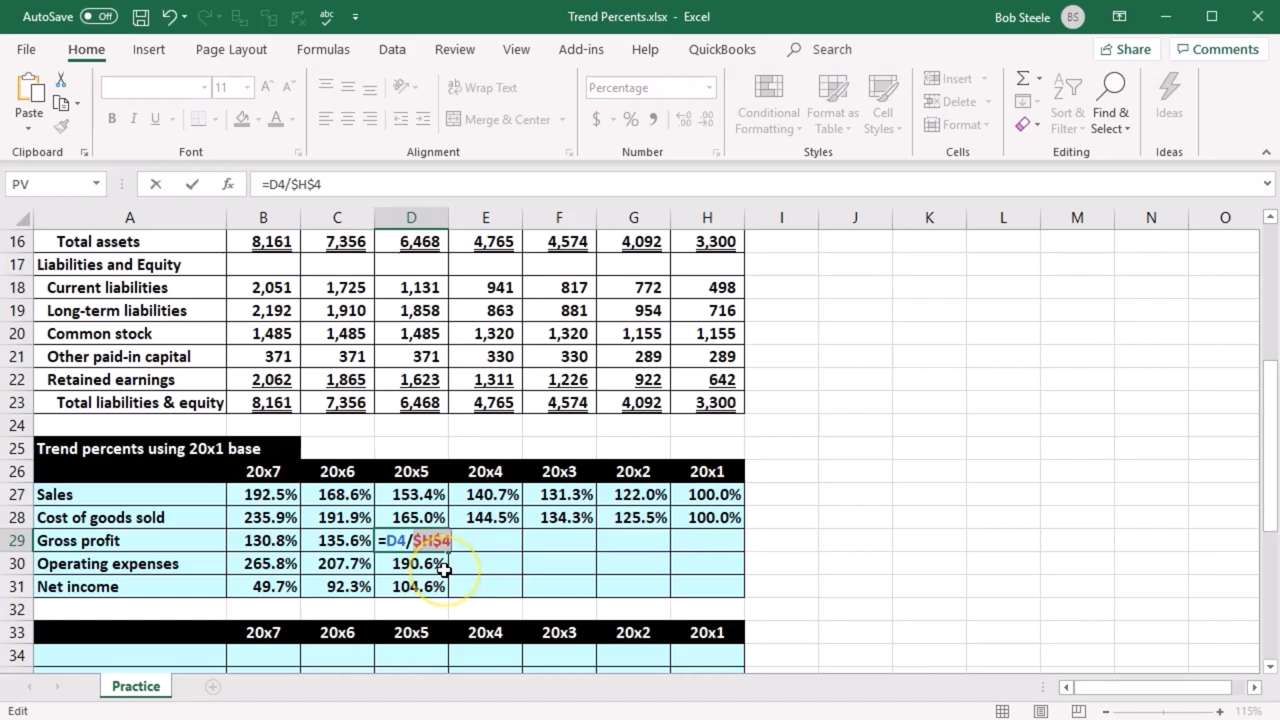 AutoSave Off Trend Percents.xlsx - Excel Bob Steele BS
File Home Insert Page Layout Formulas Data Review View Add-ins Help QuickBooks Search Share Comments
11 A A Wrap Text Percentage Insert
Paste B I U A Merge & Center $ % , Conditional Formatting Format as Table Cell Styles Delete Format Sort & Filter Find & Select Ideas
Clipboard Font Alignment Number Styles Cells Editing Ideas
PV fx =D4/$H$4
A B C D E F G H I J K L M N O
16 Total assets 8,161 7,356 6,468 4,765 4,574 4,092 3,300
17 Liabilities and Equity
18 Current liabilities 2,051 1,725 1,131 941 817 772 498
19 Long-term liabilities 2,192 1,910 1,858 863 881 954 716
20 Common stock 1,485 1,485 1,485 1,320 1,320 1,155 1,155
21 Other paid-in capital 371 371 371 330 330 289 289
22 Retained earnings 2,062 1,865 1,623 1,311 1,226 922 642
23 Total liabilities & equity 8,161 7,356 6,468 4,765 4,574 4,092 3,300
24
25 Trend percents using 20x1 base
26 20x7 20x6 20x5 20x4 20x3 20x2 20x1
27 Sales 192.5% 168.6% 153.4% 140.7% 131.3% 122.0% 100.0%
28 Cost of goods sold 235.9% 191.9% 165.0% 144.5% 134.3% 125.5% 100.0%
29 Gross profit 130.8% 135.6% =D4/$H$4
30 Operating expenses 265.8% 207.7% 190.6%
31 Net income 49.7% 92.3% 104.6%
32
33 20x7 20x6 20x5 20x4 20x3 20x2 20x1
34
Practice
Edit 115%